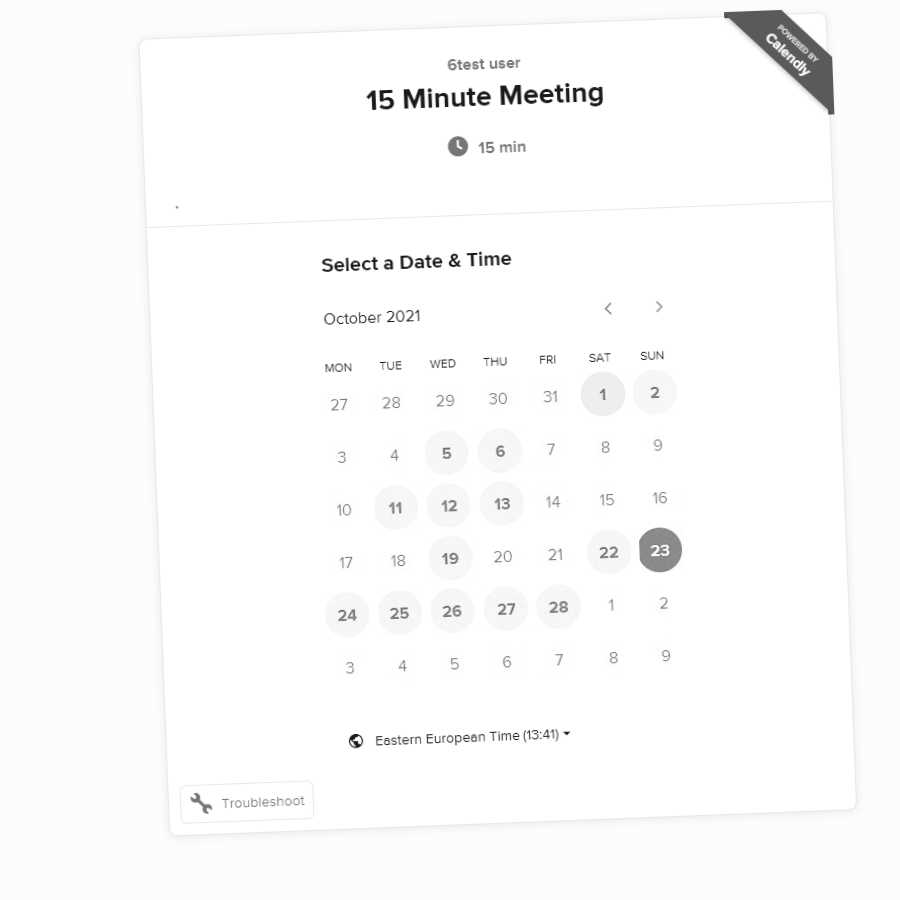 POWERED BY
Calendly
6test user
15 Minute Meeting
15 min
.
Select a Date & Time
October 2021
MON TUE WED THU FRI SAT SUN
27 28 29 30 31 1 2
3 4 5 6 7 8 9
10 11 12 13 14 15 16
17 18 19 20 21 22 23
24 25 26 27 28 1 2
3 4 5 6 7 8 9
Eastern European Time (13:41)
Troubleshoot